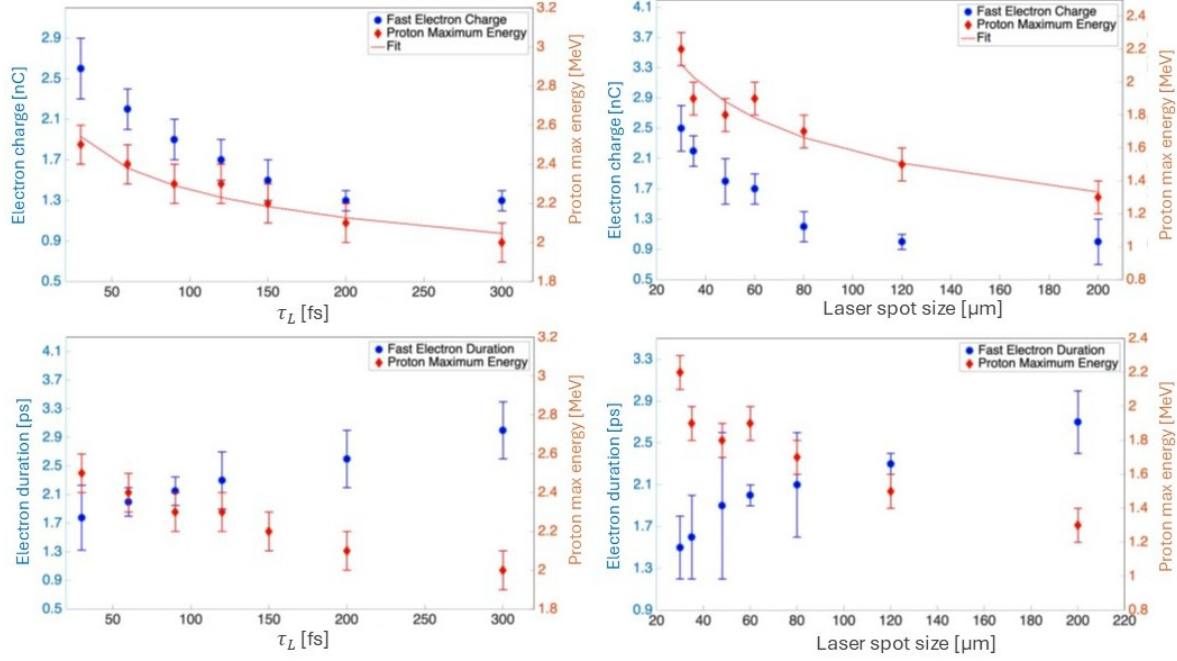 Fast Electron Charge
Proton Maximum Energy
Fit
Electron charge [nC]
2.9
2.5
2.1
1.7
1.3
0.9
0.5
Proton max energy [MeV]
3.2
3
2.8
2.6
2.4
2.2
2
1.8
50 100 150 200 250 300
τL [fs]
Fast Electron Charge
Proton Maximum Energy
Fit
Electron charge [nC]
4.1
3.7
3.3
2.9
2.5
2.1
1.7
1.3
0.9
0.5
Proton max energy [MeV]
2.4
2.2
2
1.8
1.6
1.4
1.2
1
0.8
20 40 60 80 100 120 140 160 180 200
Laser spot size [µm]
Fast Electron Duration
Proton Maximum Energy
Electron duration [ps]
4.1
3.7
3.3
2.9
2.5
2.1
1.7
1.3
0.9
0.5
Proton max energy [MeV]
3.2
3
2.8
2.6
2.4
2.2
2
1.8
50 100 150 200 250 300
τL [fs]
Fast Electron Duration
Proton Maximum Energy
Electron duration [ps]
3.3
2.9
2.5
2.1
1.7
1.3
0.9
Proton max energy [MeV]
2.4
2.2
2
1.8
1.6
1.4
1.2
1
0.8
20 40 60 80 100 120 140 160 180 200 220
Laser spot size [µm]